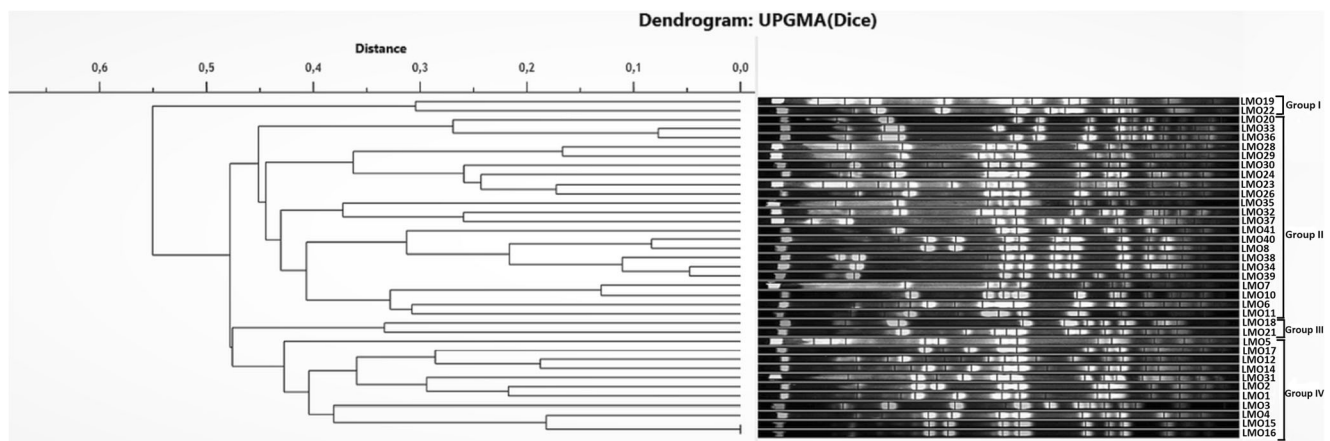 Dendrogram: UPGMA(Dice)
Distance
0,6 0,5 0,4 0,3 0,2 0,1 0,0
LMO19
LMO22
Group I
LMO20
LMO33
LMO36
LMO28
LMO29
LMO30
LMO24
LMO23
LMO26
LMO35
LMO32
LMO37
LMO41
Group II
LMO40
LMO8
LMO38
LMO34
LMO39
LMO7
LMO10
LMO6
LMO11
LMO18
Group III
LMO21
LMO5
LMO17
LMO12
LMO14
LMO31
LMO2
Group IV
LMO1
LMO3
LMO4
LMO15
LMO16